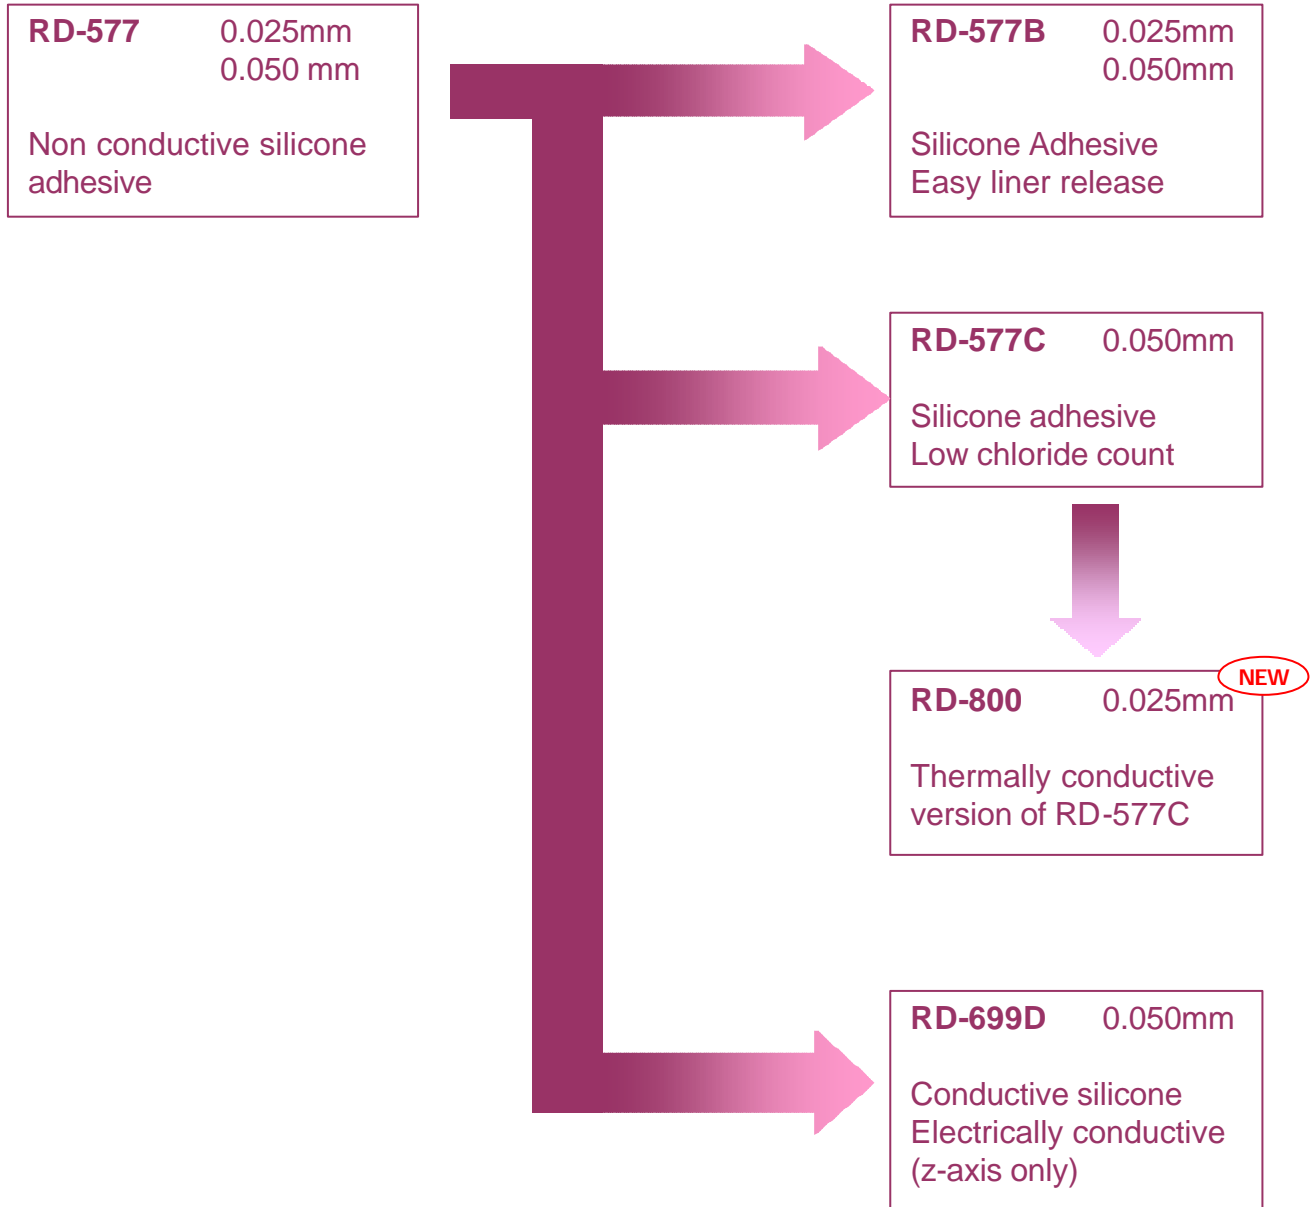 RD-577 0.025mm
0.050 mm
Non conductive silicone
adhesive
RD-577B 0.025mm
0.050mm
Silicone Adhesive
Easy liner release
RD-577C 0.050mm
Silicone adhesive
Low chloride count
NEW
RD-800 0.025mm
Thermally conductive
version of RD-577C
RD-699D 0.050mm
Conductive silicone
Electrically conductive
(z-axis only)